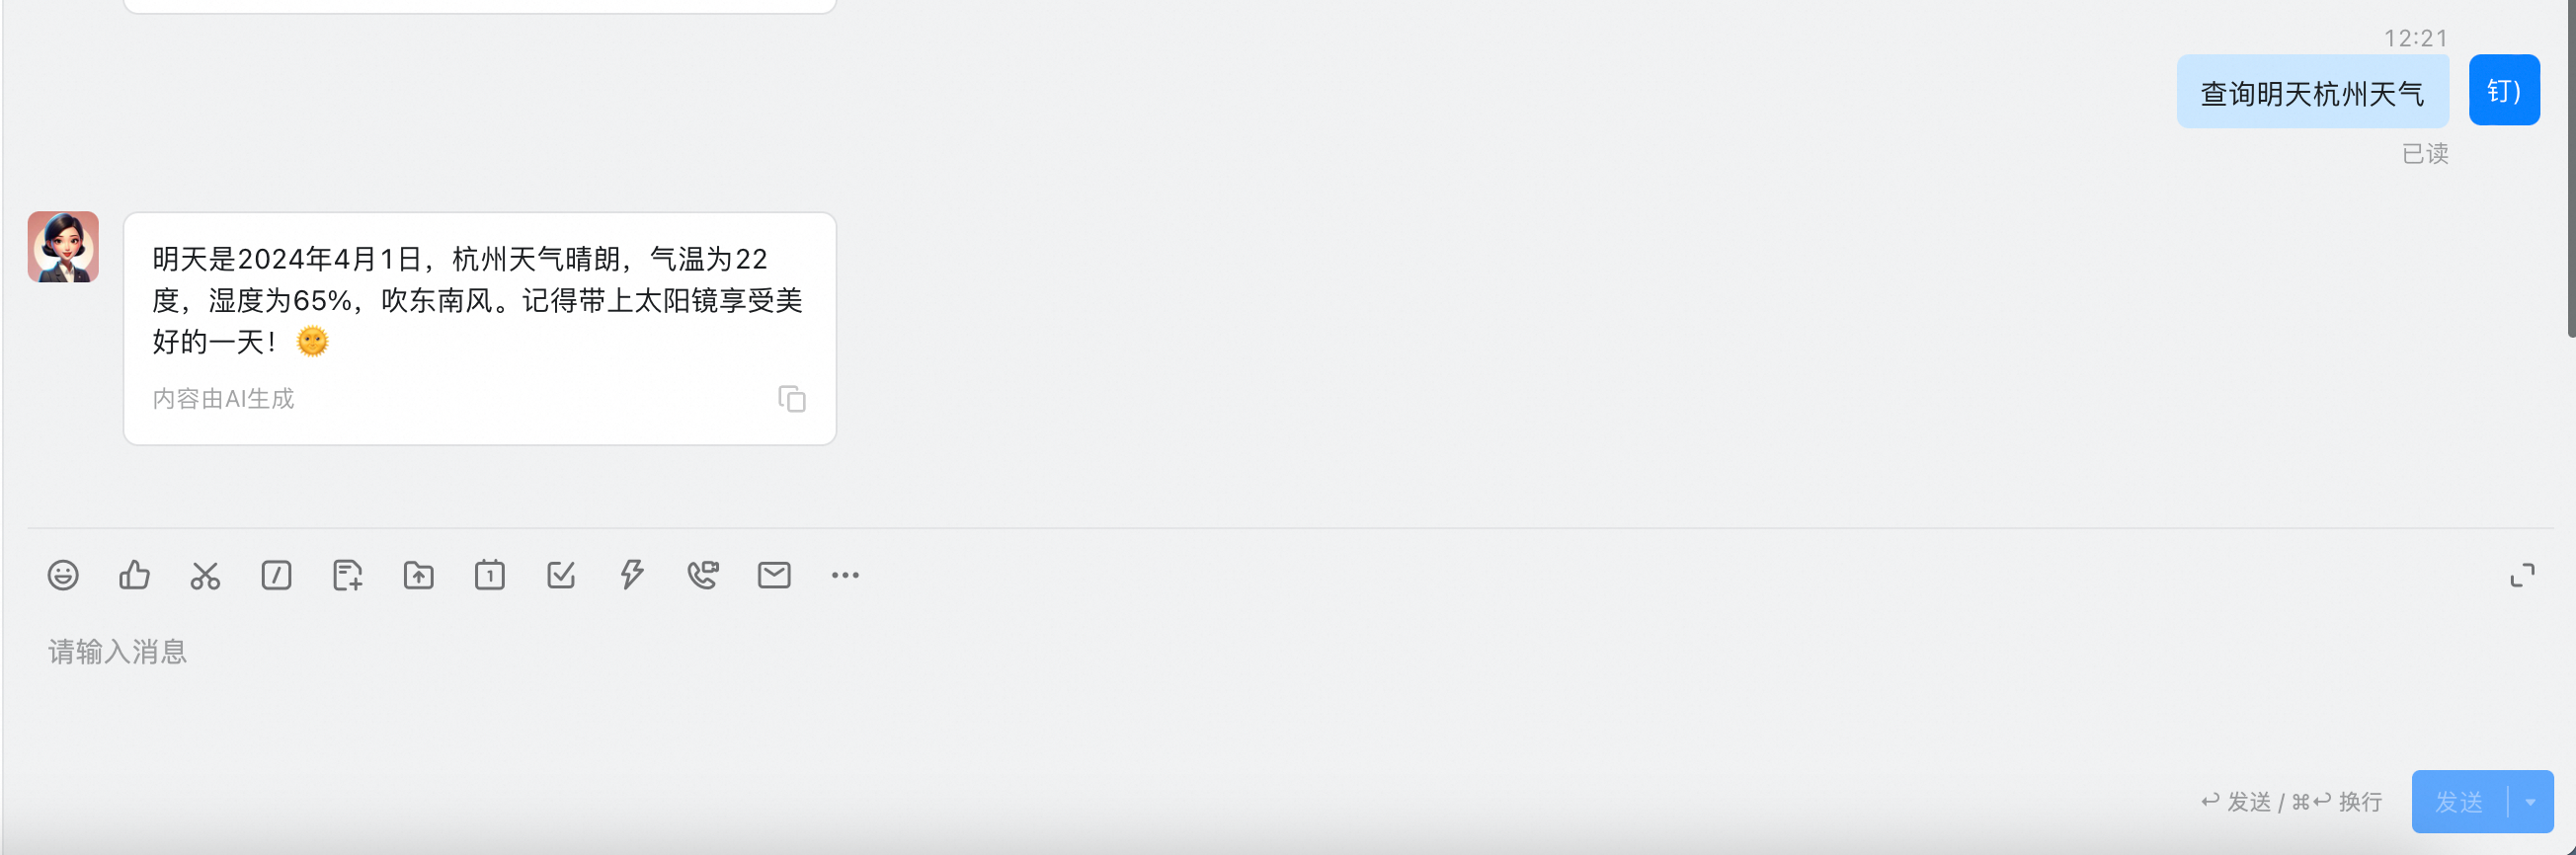 12:21
查询明天杭州天气
钉)
已读
明天是2024年4月1日，杭州天气晴朗，气温为22
度，湿度为65%，吹东南风。记得带上太阳镜享受美
好的一天！🌞
内容由AI生成
1
请输入消息
↩ 发送 / ⌘↩ 换行
发送